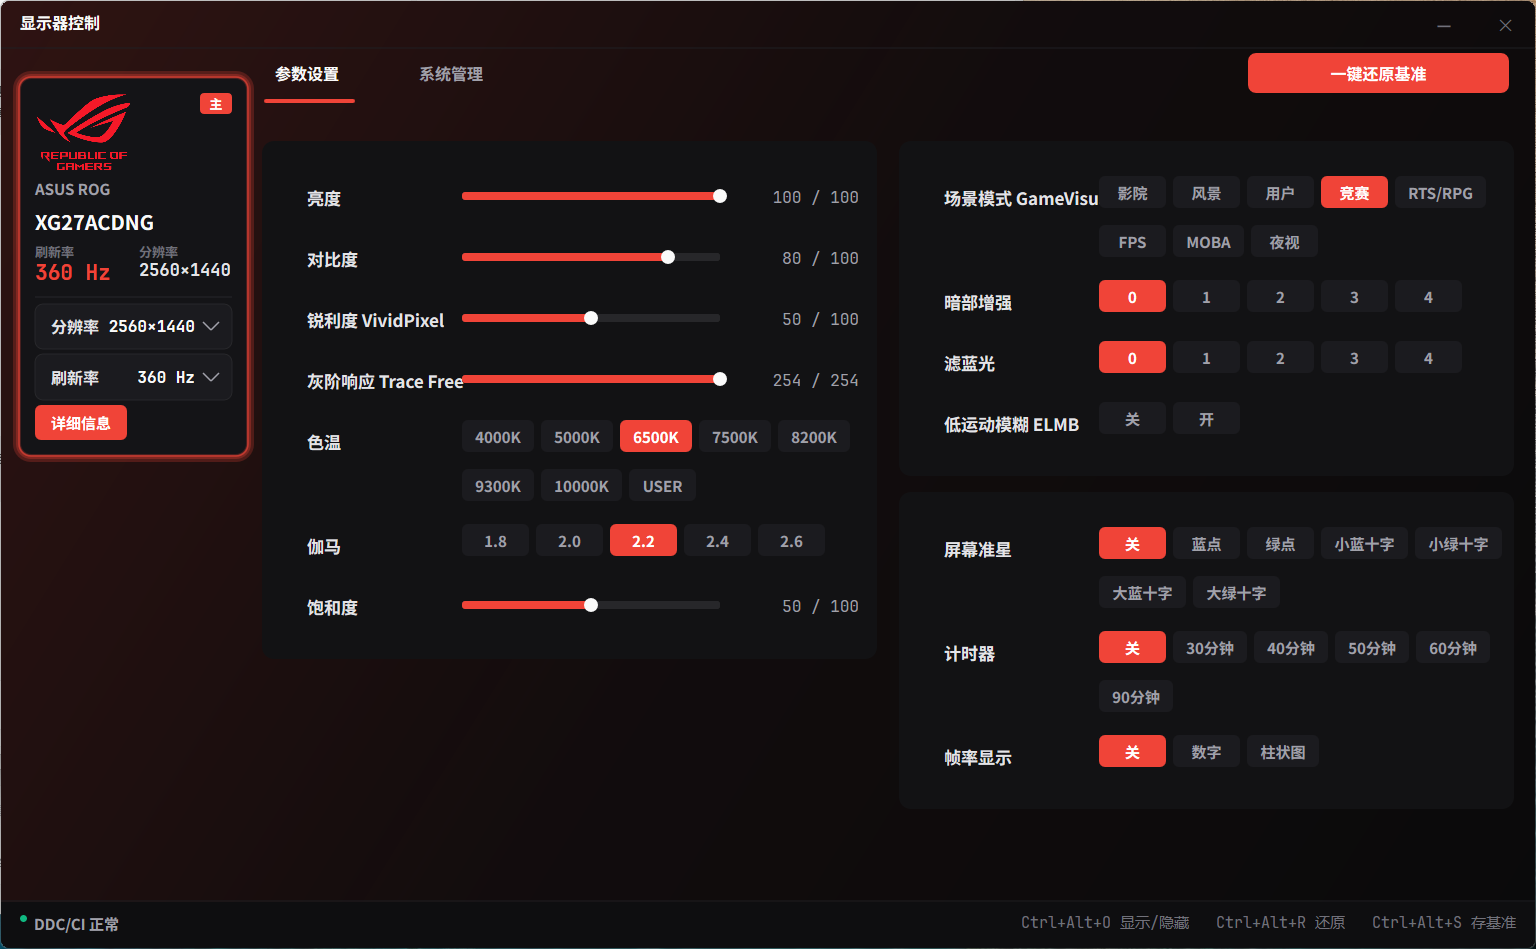 显示器控制
参数设置
系统管理
一键还原基准
主
REPUBLIC OF
GAMERS
ASUS ROG
XG27ACDNG
刷新率 分辨率
360 Hz 2560×1440
分辨率 2560×1440
刷新率 360 Hz
详细信息
亮度 100 / 100
对比度 80 / 100
锐利度 VividPixel 50 / 100
灰阶响应 Trace Free 254 / 254
色温 4000K 5000K 6500K 7500K 8200K
9300K 10000K USER
伽马 1.8 2.0 2.2 2.4 2.6
饱和度 50 / 100
场景模式 GameVisu 影院 风景 用户 竞赛 RTS/RPG
FPS MOBA 夜视
暗部增强 0 1 2 3 4
滤蓝光 0 1 2 3 4
低运动模糊 ELMB 关 开
屏幕准星 关 蓝点 绿点 小蓝十字 小绿十字
大蓝十字 大绿十字
计时器 关 30分钟 40分钟 50分钟 60分钟
90分钟
帧率显示 关 数字 柱状图
DDC/CI 正常
Ctrl+Alt+O 显示/隐藏 Ctrl+Alt+R 还原 Ctrl+Alt+S 存基准